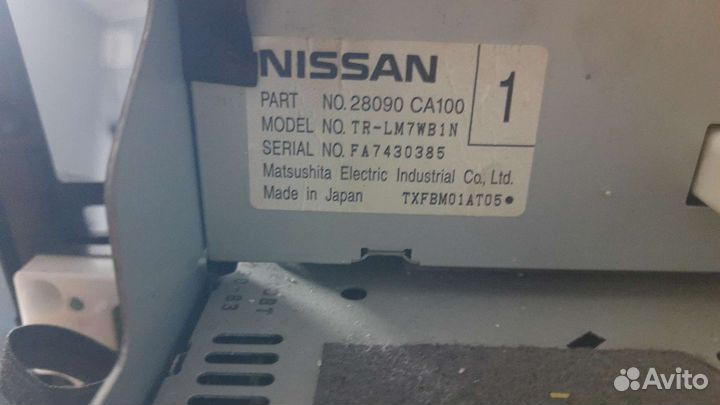 NISSAN
PART NO. 28090 CA100
1
MODEL NO. TR-LM7WB1N
SERIAL NO. FA7430385
Matsushita Electric Industrial Co., Ltd.
Made in Japan TXFBM01AT05●
Avito